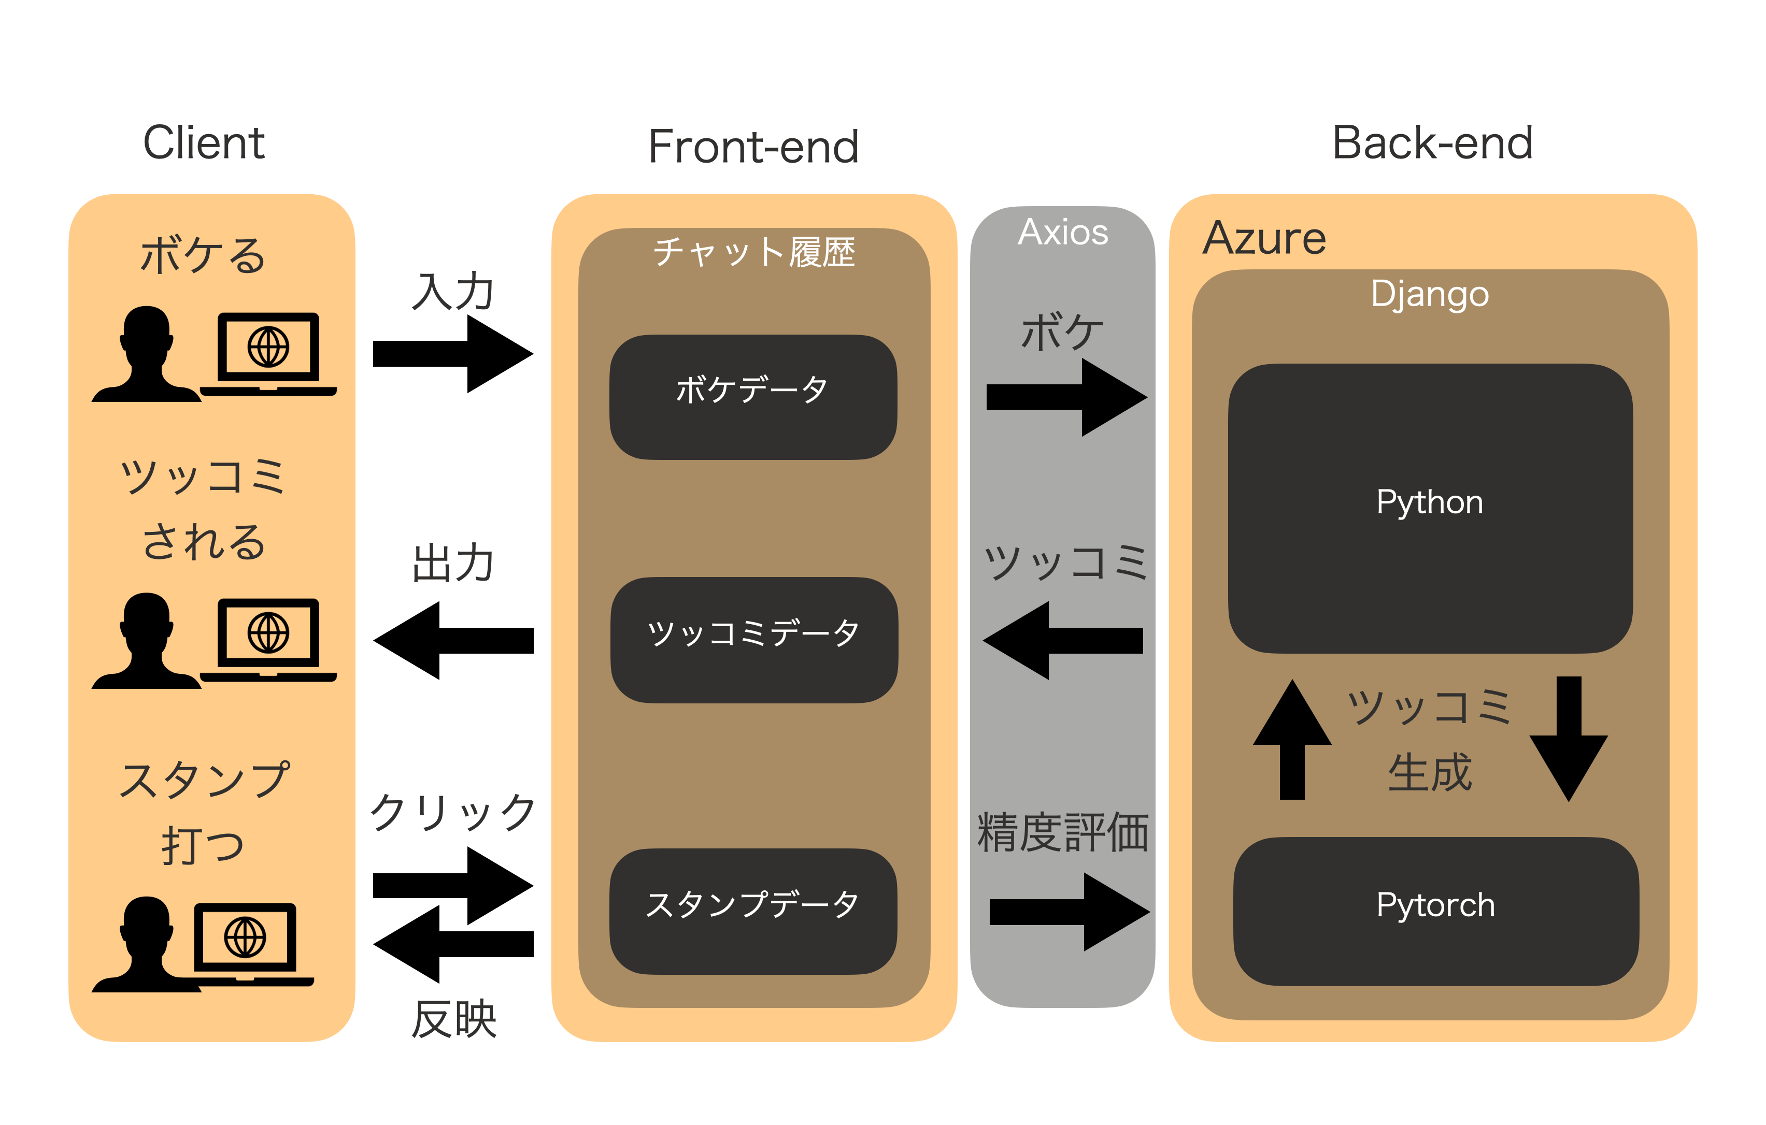 Client
Front-end
Back-end
ボケる
ツッコミ
される
スタンプ
打つ
入力
出力
クリック
反映
チャット履歴
ボケデータ
ツッコミデータ
スタンプデータ
Axios
ボケ
ツッコミ
精度評価
Azure
Django
Python
ツッコミ
生成
Pytorch